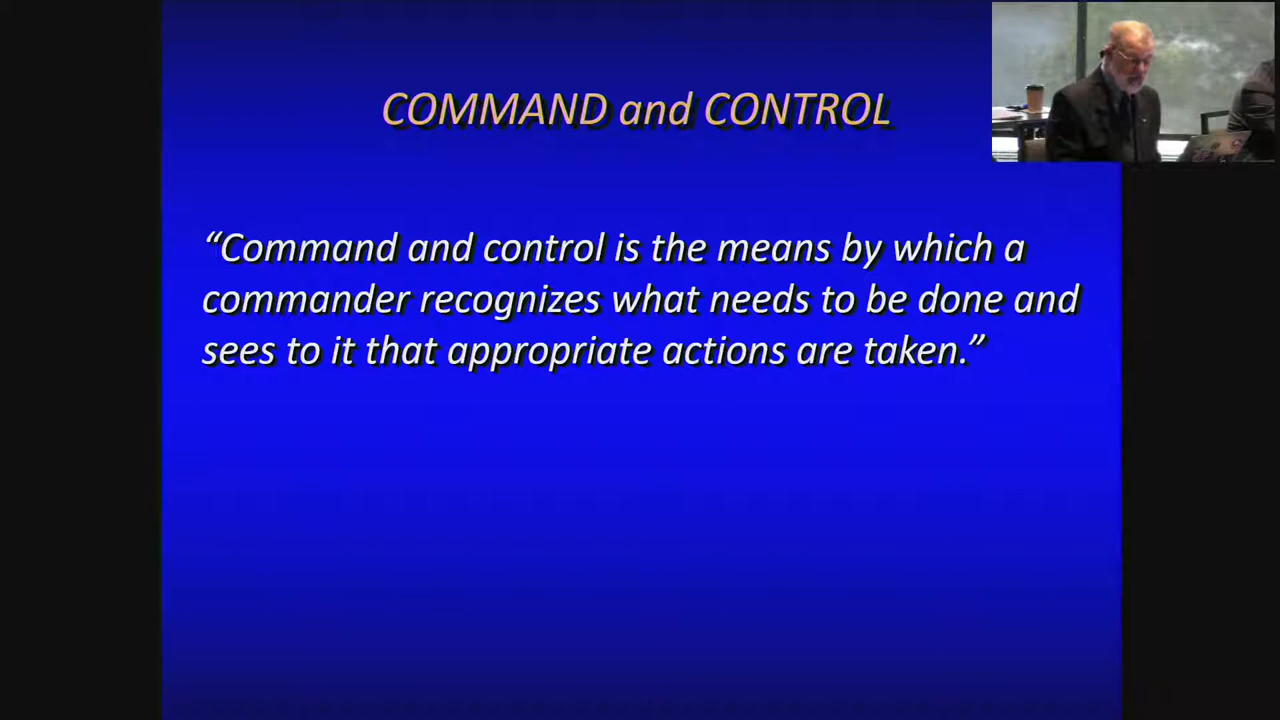 COMMAND and CONTROL
“Command and control is the means by which a
commander recognizes what needs to be done and
sees to it that appropriate actions are taken.”